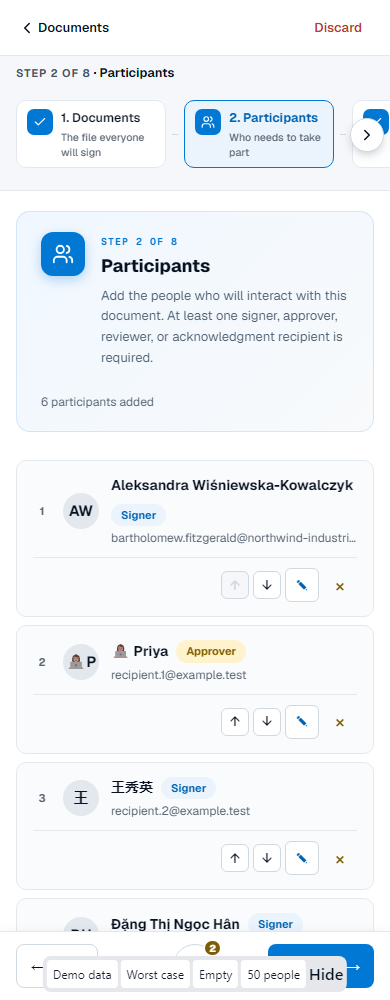 Documents
Discard
STEP 2 OF 8 · Participants
1. Documents
The file everyone
will sign
2. Participants
Who needs to take
part
STEP 2 OF 8
Participants
Add the people who will interact with this
document. At least one signer, approver,
reviewer, or acknowledgment recipient is
required.
6 participants added
1
AW
Aleksandra Wiśniewska-Kowalczyk
Signer
bartholomew.fitzgerald@northwind-industri…
2
P
Priya
Approver
recipient.1@example.test
3
王
王秀英
Signer
recipient.2@example.test
Đặng Thị Ngọc Hân
Signer
2
Demo data
Worst case
Empty
50 people
Hide